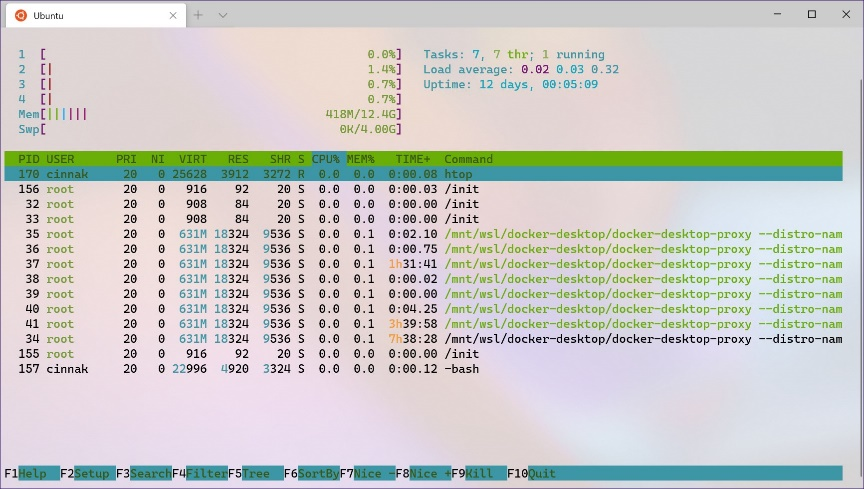 Ubuntu
1 [ 0.0%] Tasks: 7, 7 thr; 1 running
2 [| 1.4%] Load average: 0.02 0.03 0.32
3 [| 0.7%] Uptime: 12 days, 00:05:09
4 [| 0.7%]
Mem[|||||| 418M/12.4G]
Swp[ 0K/4.00G]
PID USER PRI NI VIRT RES SHR S CPU% MEM% TIME+ Command
170 cinnak 20 0 25628 3912 3272 R 0.0 0.0 0:00.08 htop
156 root 20 0 916 92 20 S 0.0 0.0 0:00.03 /init
32 root 20 0 908 84 20 S 0.0 0.0 0:00.00 /init
33 root 20 0 908 84 20 S 0.0 0.0 0:00.00 /init
35 root 20 0 631M 18324 9536 S 0.0 0.1 0:02.10 /mnt/wsl/docker-desktop/docker-desktop-proxy --distro-nam
36 root 20 0 631M 18324 9536 S 0.0 0.1 0:00.75 /mnt/wsl/docker-desktop/docker-desktop-proxy --distro-nam
37 root 20 0 631M 18324 9536 S 0.0 0.1 1h31:41 /mnt/wsl/docker-desktop/docker-desktop-proxy --distro-nam
38 root 20 0 631M 18324 9536 S 0.0 0.1 0:00.02 /mnt/wsl/docker-desktop/docker-desktop-proxy --distro-nam
39 root 20 0 631M 18324 9536 S 0.0 0.1 0:00.00 /mnt/wsl/docker-desktop/docker-desktop-proxy --distro-nam
40 root 20 0 631M 18324 9536 S 0.0 0.1 0:04.25 /mnt/wsl/docker-desktop/docker-desktop-proxy --distro-nam
41 root 20 0 631M 18324 9536 S 0.0 0.1 3h39:58 /mnt/wsl/docker-desktop/docker-desktop-proxy --distro-nam
34 root 20 0 631M 18324 9536 S 0.0 0.1 7h38:28 /mnt/wsl/docker-desktop/docker-desktop-proxy --distro-nam
155 root 20 0 916 92 20 S 0.0 0.0 0:00.00 /init
157 cinnak 20 0 22996 4920 3324 S 0.0 0.0 0:00.12 -bash
F1Help F2Setup F3SearchF4FilterF5Tree F6SortByF7Nice -F8Nice +F9Kill F10Quit